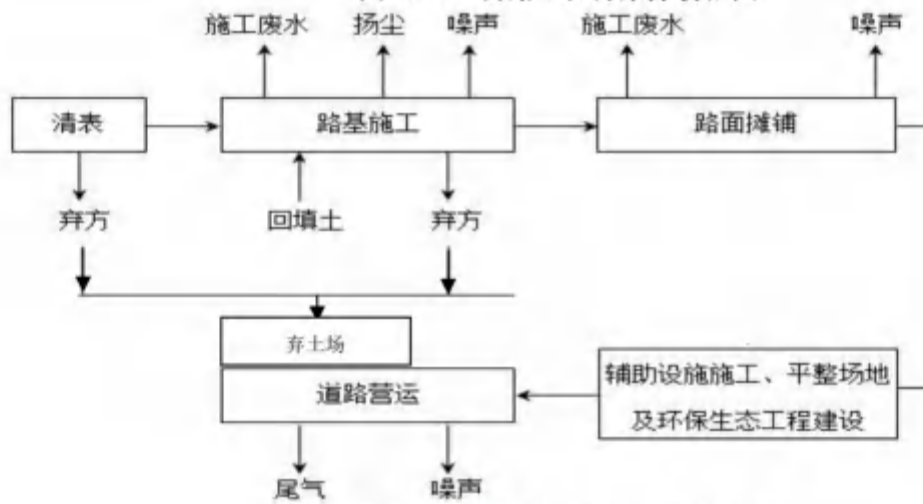 施工废水 扬尘 噪声 施工废水 噪声
清表 路基施工 路面摊铺
弃方 回填土 弃方
弃土场
道路营运
辅助设施施工、平整场地
及环保生态工程建设
尾气 噪声